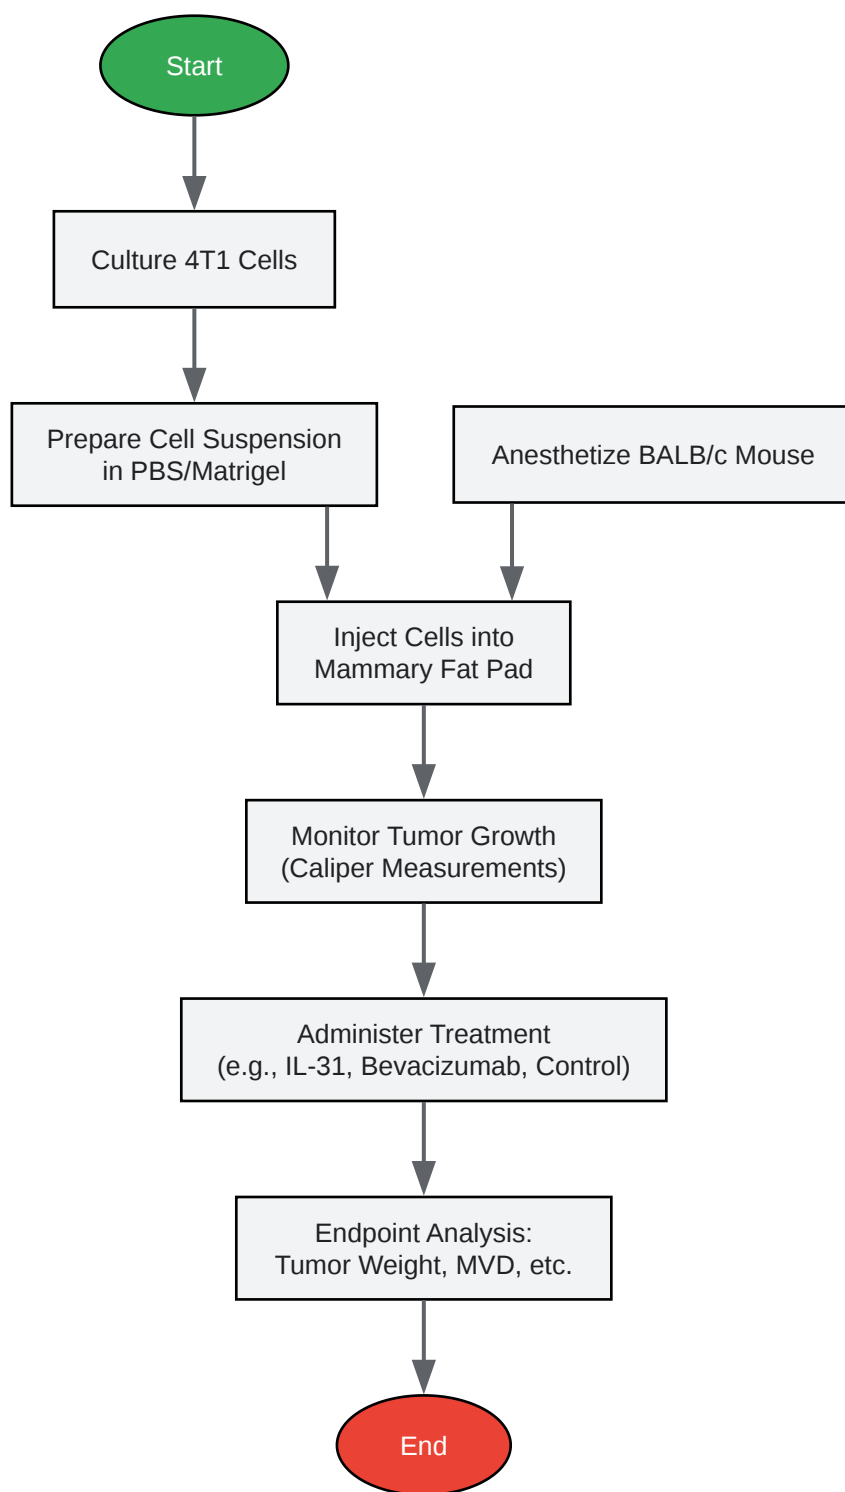 Start
Culture 4T1 Cells
Prepare Cell Suspension
in PBS/Matrigel
Anesthetize BALB/c Mouse
Inject Cells into
Mammary Fat Pad
Monitor Tumor Growth
(Caliper Measurements)
Administer Treatment
(e.g., IL-31, Bevacizumab, Control)
Endpoint Analysis:
Tumor Weight, MVD, etc.
End